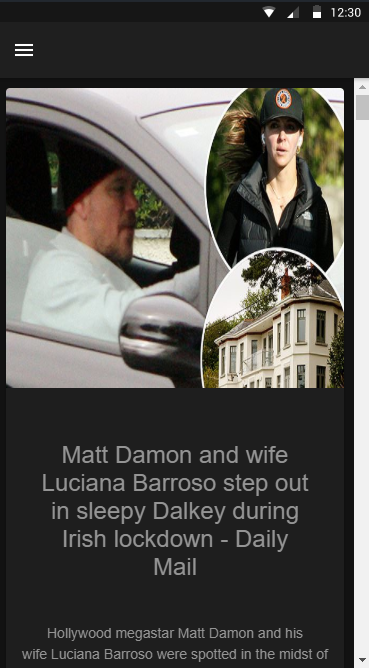 12:30
Matt Damon and wife
Luciana Barroso step out
in sleepy Dalkey during
Irish lockdown - Daily
Mail
Hollywood megastar Matt Damon and his
wife Luciana Barroso were spotted in the midst of